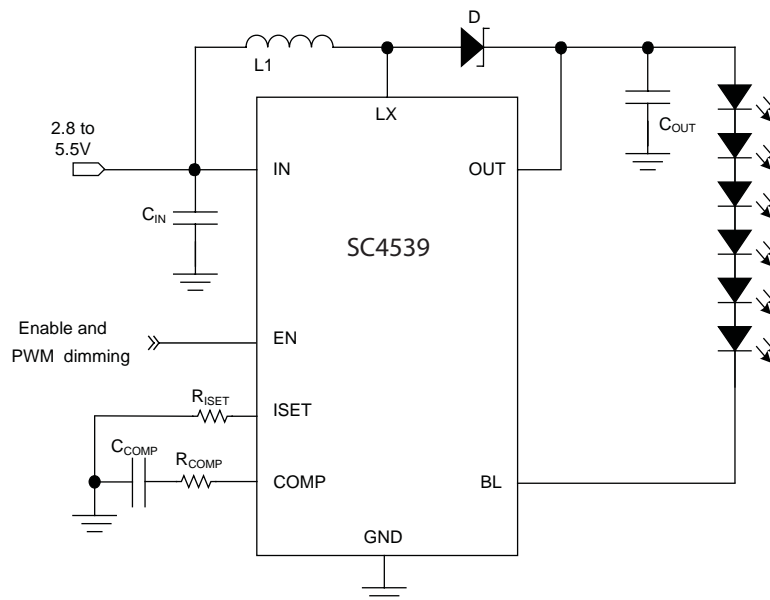 D
L1
LX
2.8 to
5.5V
IN
OUT
COUT
CIN
SC4539
Enable and
PWM dimming
EN
RISET
ISET
CCOMP
RCOMP
COMP
BL
GND